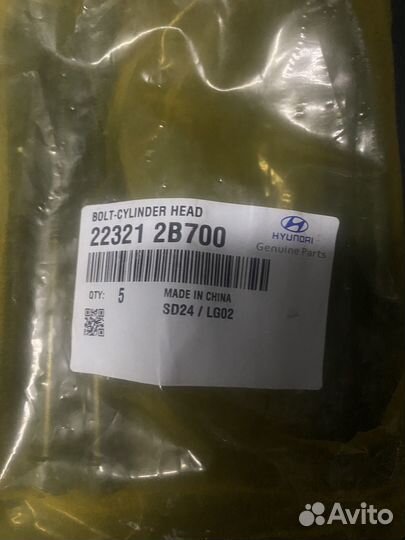 BOLT-CYLINDER HEAD
22321 2B700
HYUNDAI
Genuine Parts
QTY: 5 MADE IN CHINA
SD24 / LG02
Avito